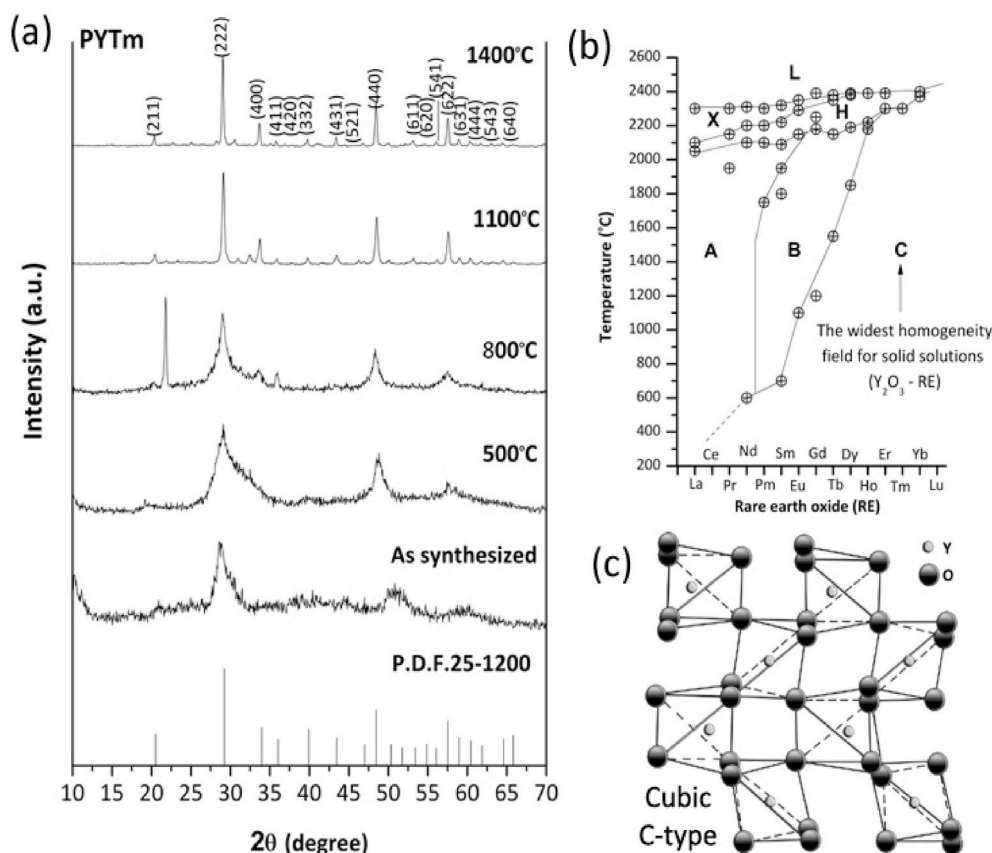 (a)
PYTm
1400°C
(211)
(222)
(400)
(411)
(420)
(332)
(431)
(521)
(440)
(541)
(611)
(620)
(622)
(631)
(444)
(543)
(640)
1100°C
800°C
500°C
As synthesized
P.D.F.25-1200
Intensity (a.u.)
10 15 20 25 30 35 40 45 50 55 60 65 70
2θ (degree)
(b)
2600
2400
2200
2000
1800
1600
1400
1200
1000
800
600
400
200
Temperature (°C)
L
X
H
A
B
C
The widest homogeneity
field for solid solutions
(Y₂O₃ - RE)
Ce Nd Sm Gd Dy Er Yb
La Pr Pm Eu Tb Ho Tm Lu
Rare earth oxide (RE)
(c)
Y
O
Cubic
C-type